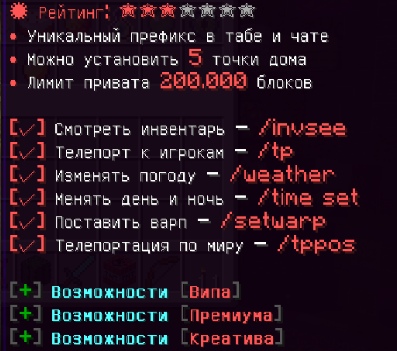 Рейтинг: ★★★★★★★
• Уникальный префикс в табе и чате
• Можно установить 5 точки дома
• Лимит привата 200.000 блоков
[✓] Смотреть инвентарь — /invsee
[✓] Телепорт к игрокам — /tp
[✓] Изменять погоду — /weather
[✓] Менять день и ночь — /time set
[✓] Поставить варп — /setwarp
[✓] Телепортация по миру — /tppos
[+] Возможности [Випа]
[+] Возможности [Премиума]
[+] Возможности [Креатива]